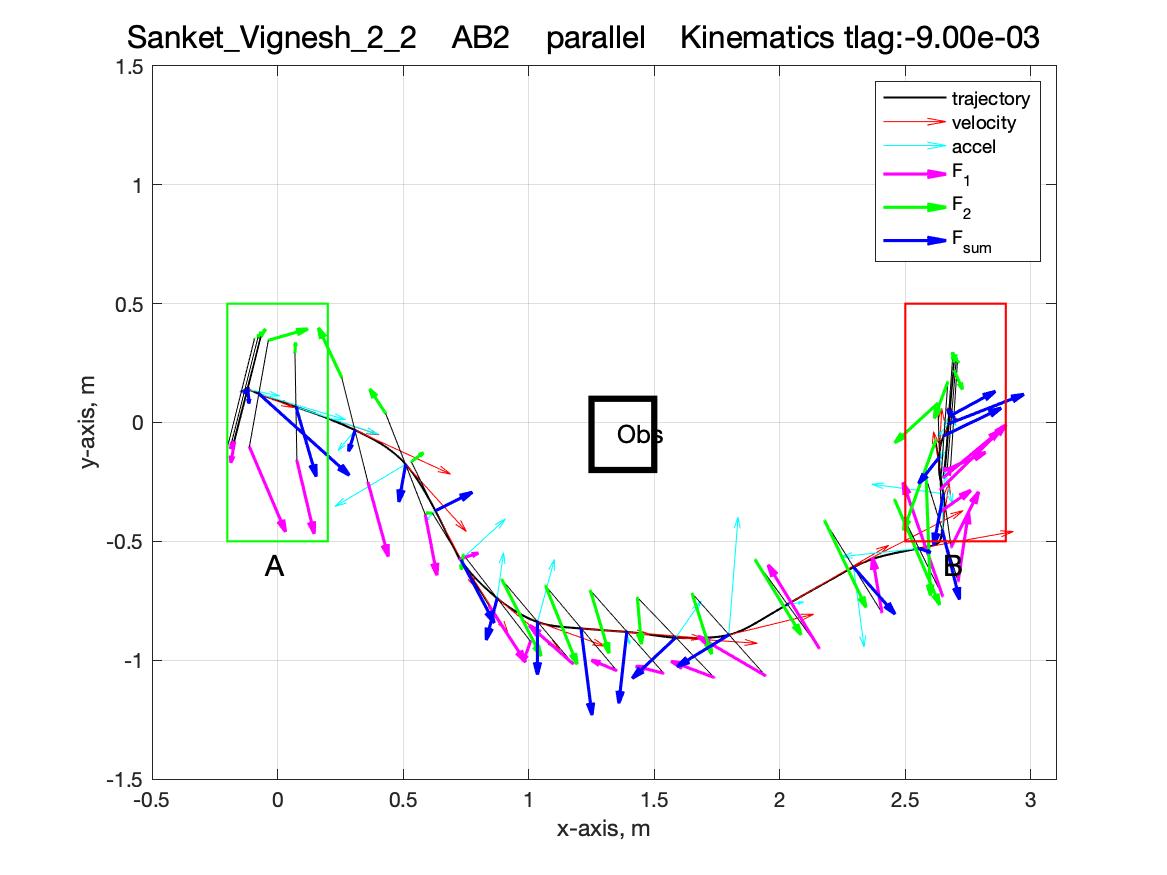 Sanket_Vignesh_2_2 AB2 parallel Kinematics tlag:-9.00e-03
1.5
1
0.5
0
-0.5
-1
-1.5
y-axis, m
trajectory
velocity
accel
F1
F2
Fsum
Obs
A
B
-0.5 0 0.5 1 1.5 2 2.5 3
x-axis, m